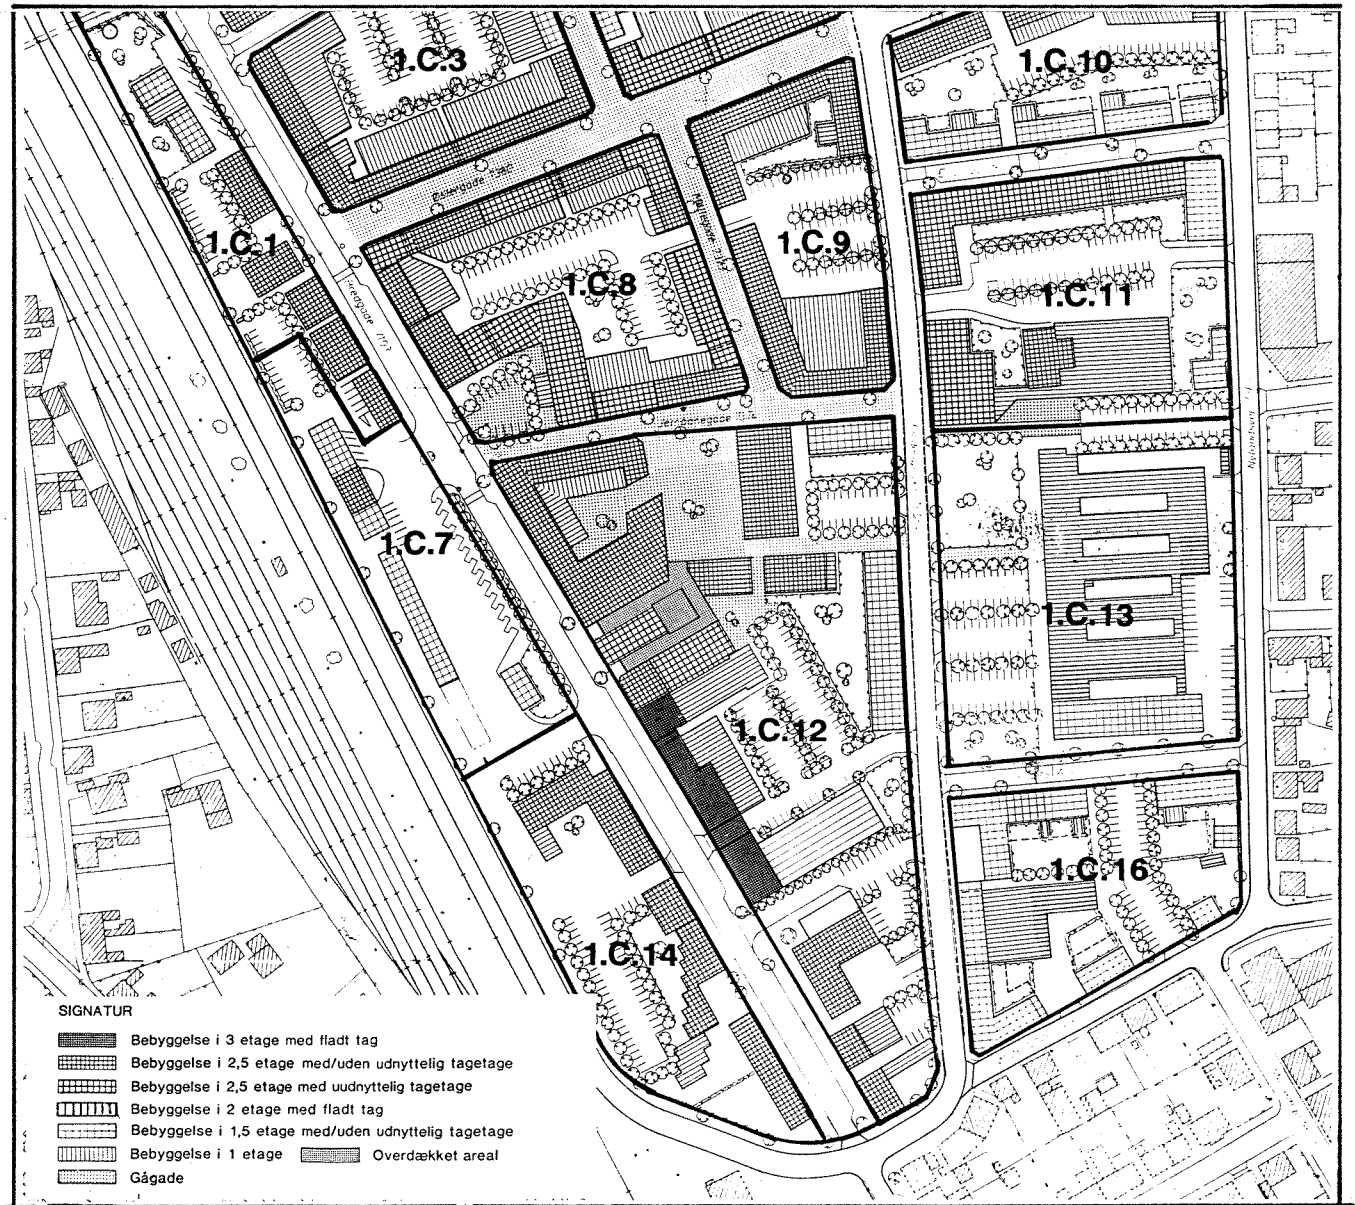 1.C.3
1.C.10
Østergade
1.C.1
1.C.9
1.C.8
1.C.11
Bredgade
Jernbanegade
1.C.7
1.C.13
1.C.12
1.C.16
1.C.14
SIGNATUR
Bebyggelse i 3 etage med fladt tag
Bebyggelse i 2,5 etage med/uden udnyttelig tagetage
Bebyggelse i 2,5 etage med uudnyttelig tagetage
Bebyggelse i 2 etage med fladt tag
Bebyggelse i 1,5 etage med/uden udnyttelig tagetage
Bebyggelse i 1 etage Overdækket areal
Gågade